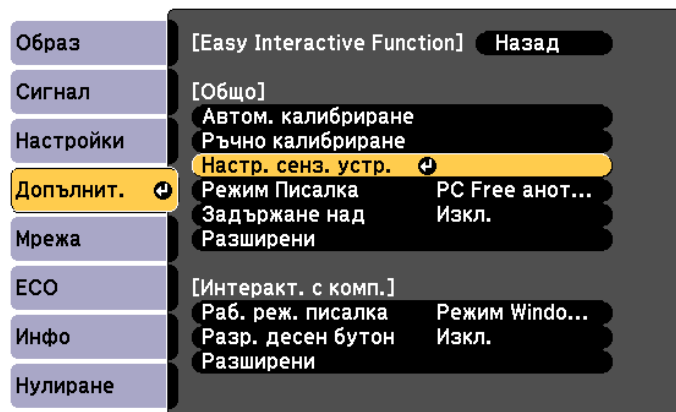 Образ
Сигнал
Настройки
Допълнит.
Мрежа
ECO
Инфо
Нулиране
[Easy Interactive Function] Назад
[Общо]
Автом. калибриране
Ръчно калибриране
Настр. сенз. устр.
Режим Писалка PC Free анот...
Задържане над Изкл.
Разширени
[Интеракт. с комп.]
Раб. реж. писалка Режим Windo...
Разр. десен бутон Изкл.
Разширени